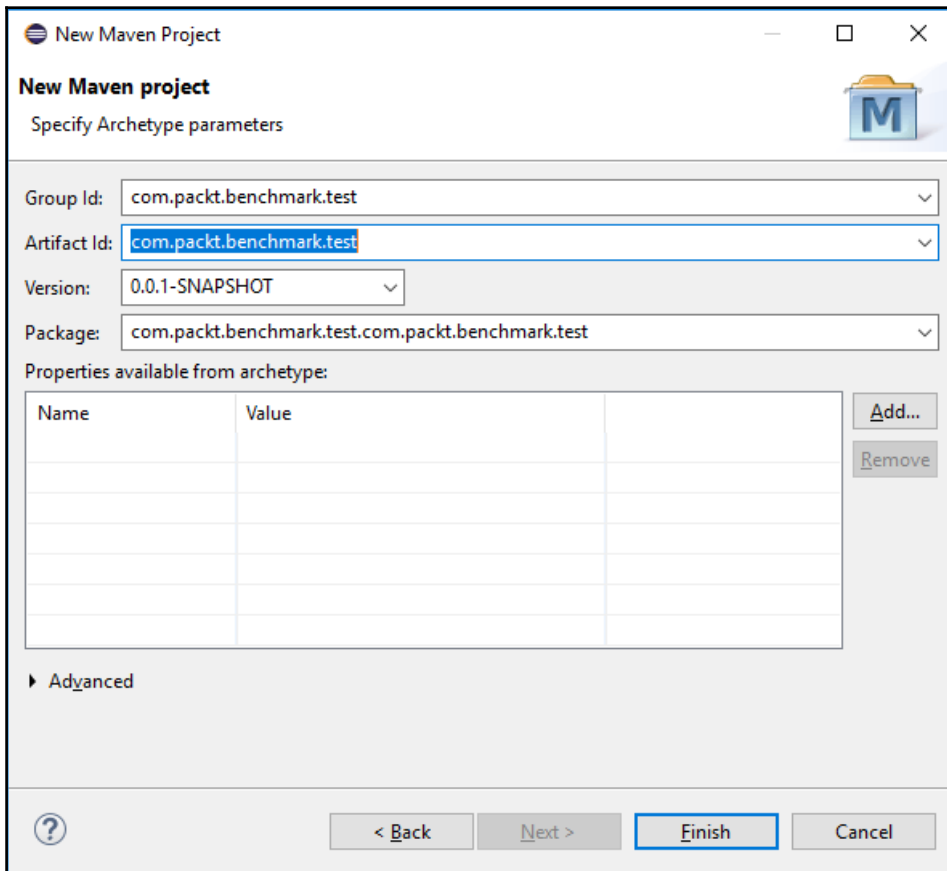 New Maven Project
New Maven project
Specify Archetype parameters
M
Group Id: com.packt.benchmark.test
Artifact Id: com.packt.benchmark.test
Version: 0.0.1-SNAPSHOT
Package: com.packt.benchmark.test.com.packt.benchmark.test
Properties available from archetype:
Name Value
Add...
Remove
Advanced
? < Back Next > Finish Cancel